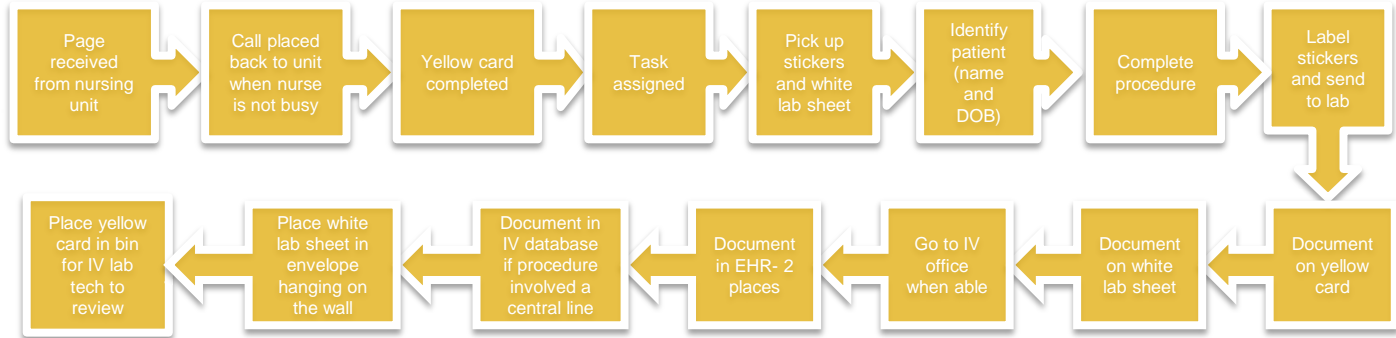 Page
received
from nursing
unit
Call placed
back to unit
when nurse
is not busy
Yellow card
completed
Task
assigned
Pick up
stickers
and white
lab sheet
Identify
patient
(name
and
DOB)
Complete
procedure
Label
stickers
and send
to lab
Document
on yellow
card
Document
on white
lab sheet
Go to IV
office
when able
Document
in EHR- 2
places
Document in
IV database
if procedure
involved a
central line
Place white
lab sheet in
envelope
hanging on
the wall
Place yellow
card in bin
for IV lab
tech to
review